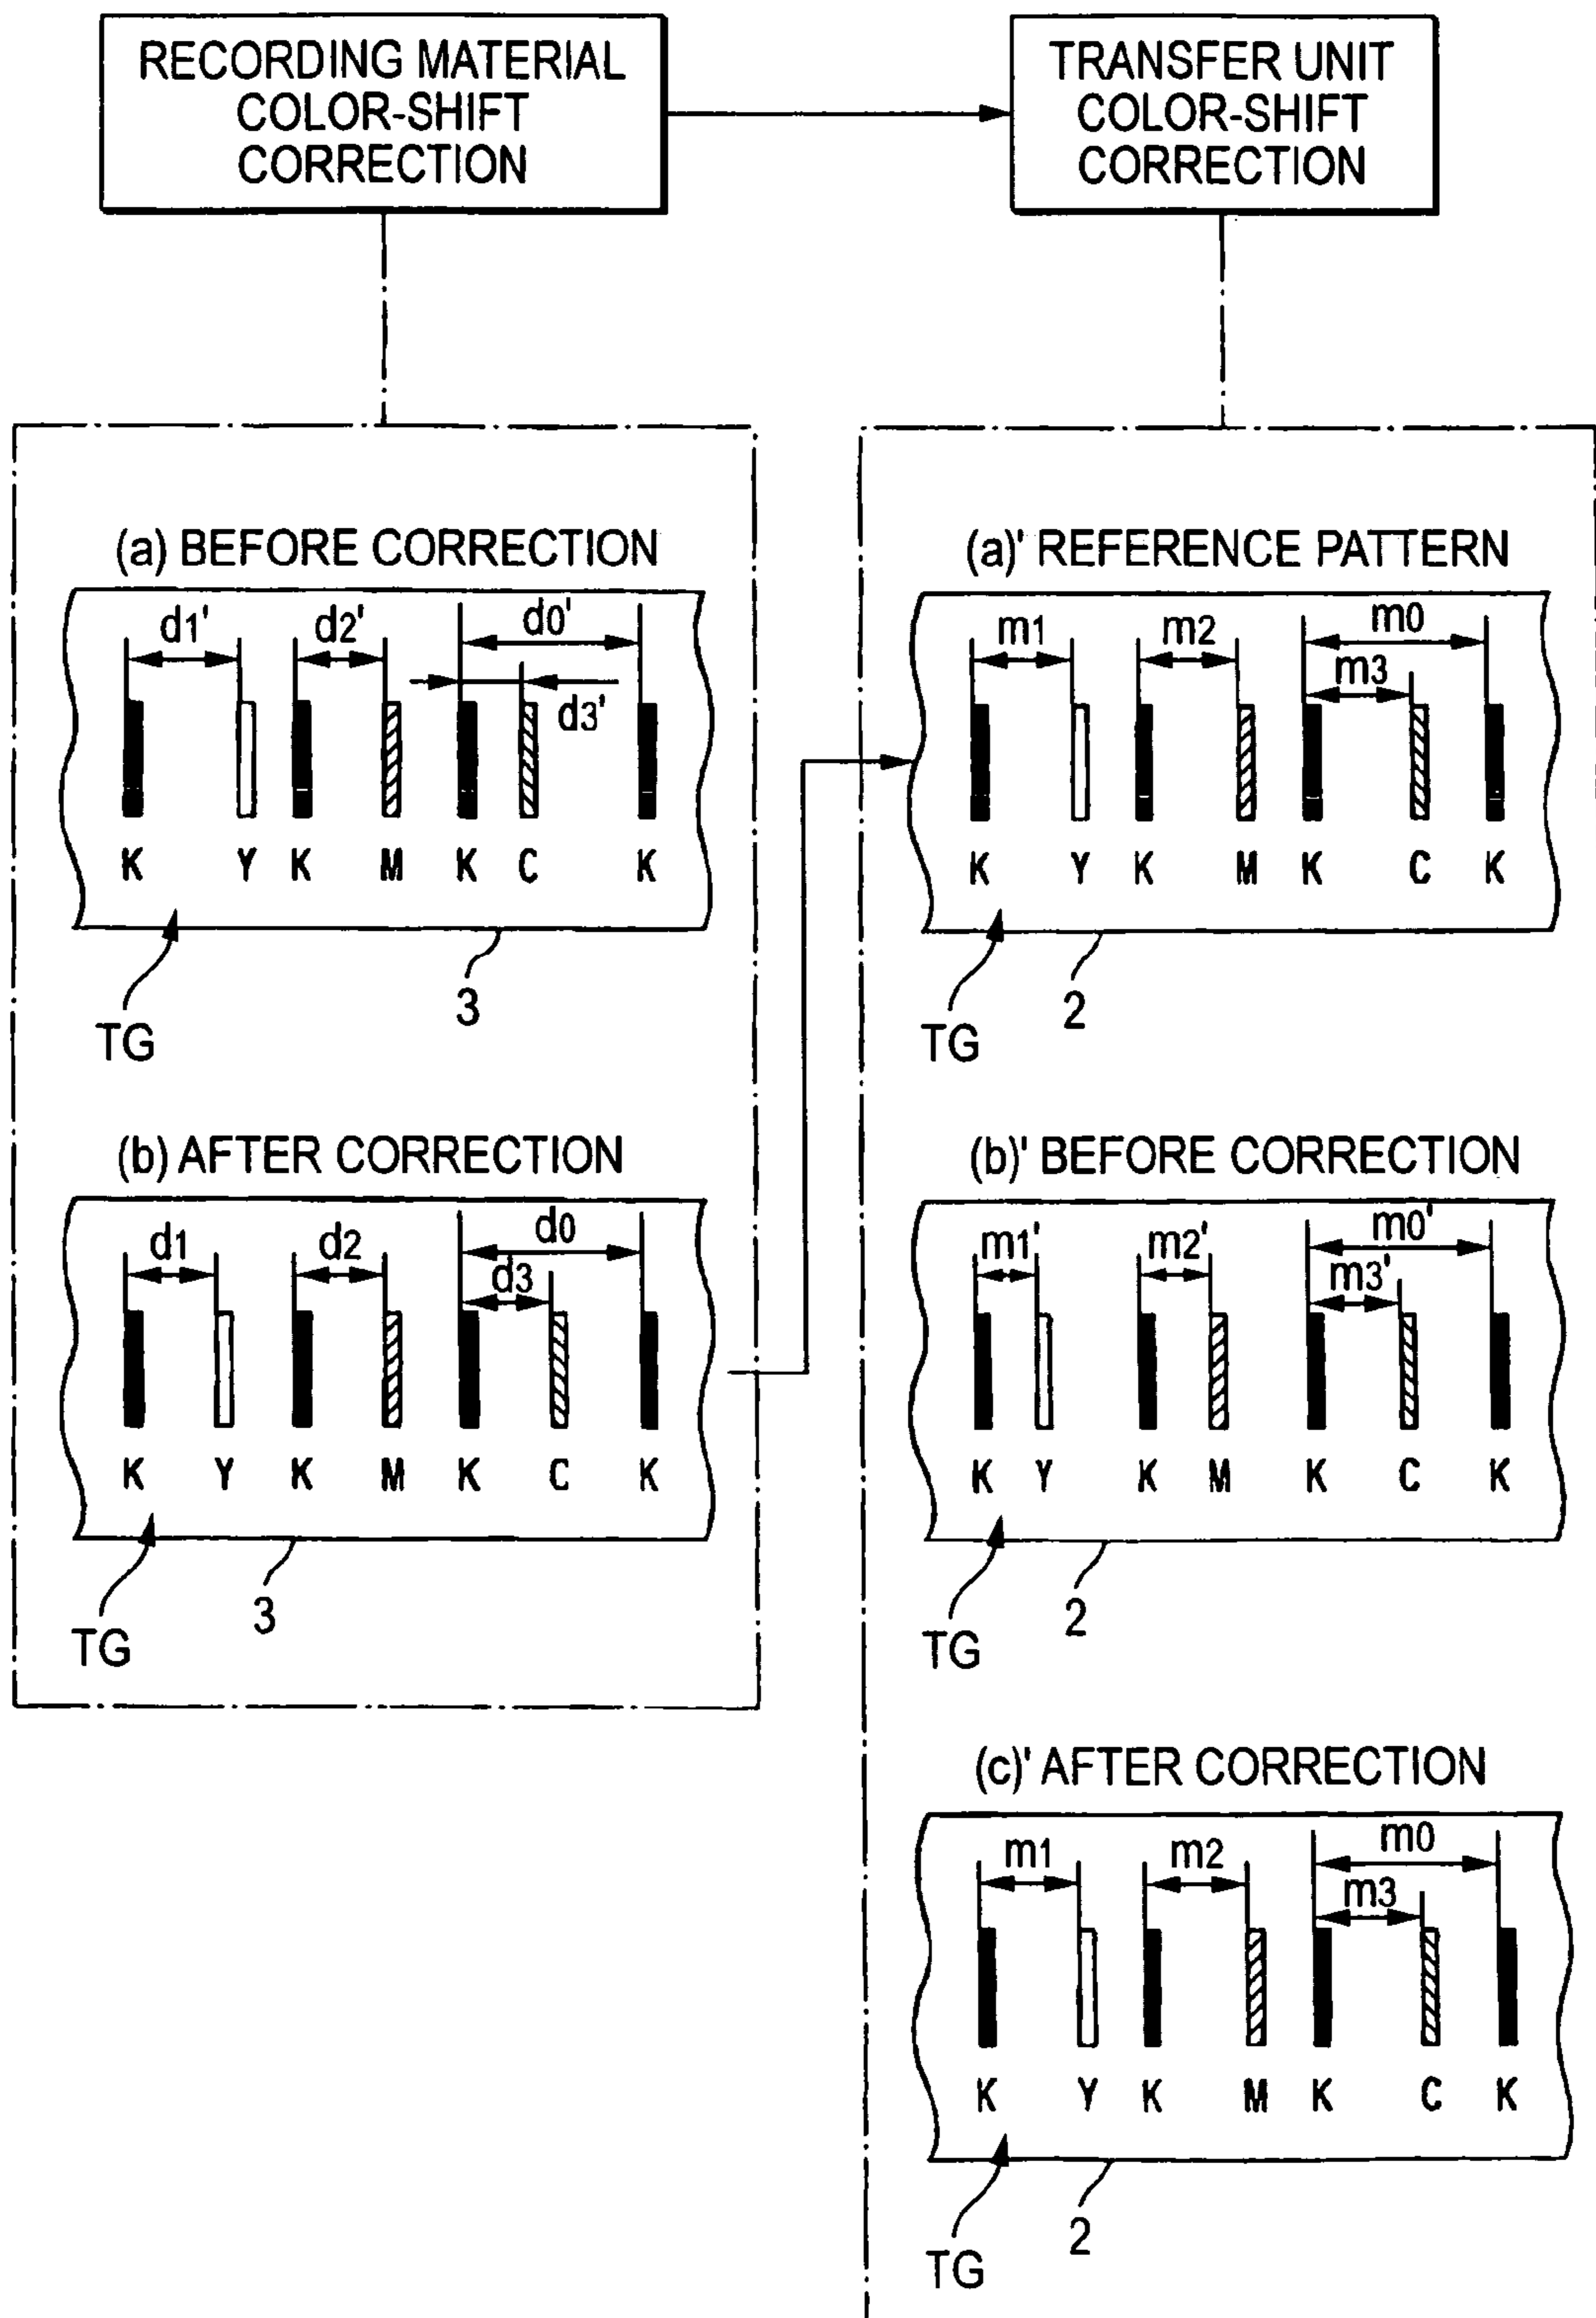 RECORDING MATERIAL
COLOR-SHIFT
CORRECTION
TRANSFER UNIT
COLOR-SHIFT
CORRECTION
(a) BEFORE CORRECTION
d1' d2' d0'
d3'
K Y K M K C K
TG 3
(b) AFTER CORRECTION
d1 d2 d0
d3
K Y K M K C K
TG 3
(a)' REFERENCE PATTERN
m1 m2 m0
m3
K Y K M K C K
TG 2
(b)' BEFORE CORRECTION
m1' m2' m0'
m3'
K Y K M K C K
TG 2
(c)' AFTER CORRECTION
m1 m2 m0
m3
K Y K M K C K
TG 2